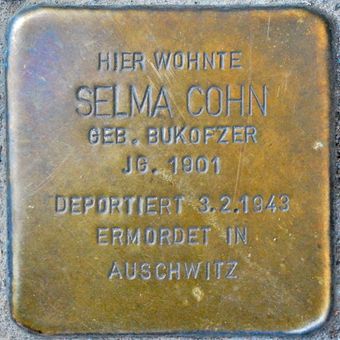 HIER WOHNTE
SELMA COHN
GEB. BUKOFZER
JG. 1901
DEPORTIERT 3.2.1943
ERMORDET IN
AUSCHWITZ